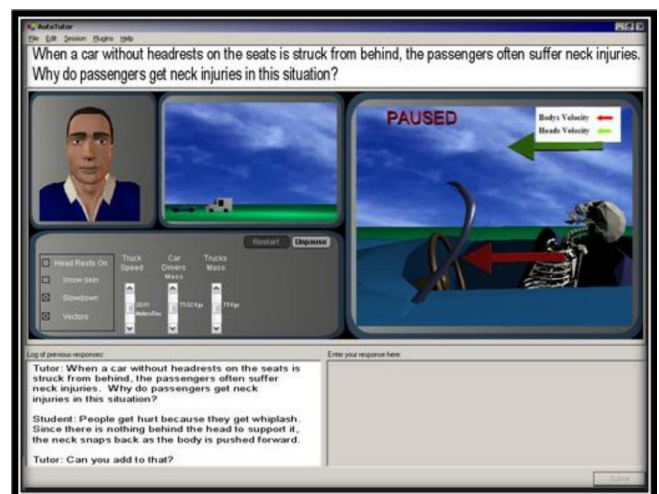 AutoTutor
File Edit Session Plugins Help
When a car without headrests on the seats is struck from behind, the passengers often suffer neck injuries.
Why do passengers get neck injuries in this situation?
PAUSED
Bodys Velocity
Heads Velocity
Restart Unpause
Head Rests On
Show Skin
Slowdown
Vectors
Truck Speed
Car Drivers Mass
Trucks Mass
Log of previous responses:
Tutor: When a car without headrests on the seats is
struck from behind, the passengers often suffer
neck injuries. Why do passengers get neck
injuries in this situation?
Student: People get hurt because they get whiplash.
Since there is nothing behind the head to support it,
the neck snaps back as the body is pushed forward.
Tutor: Can you add to that?
Enter your response here:
Submit